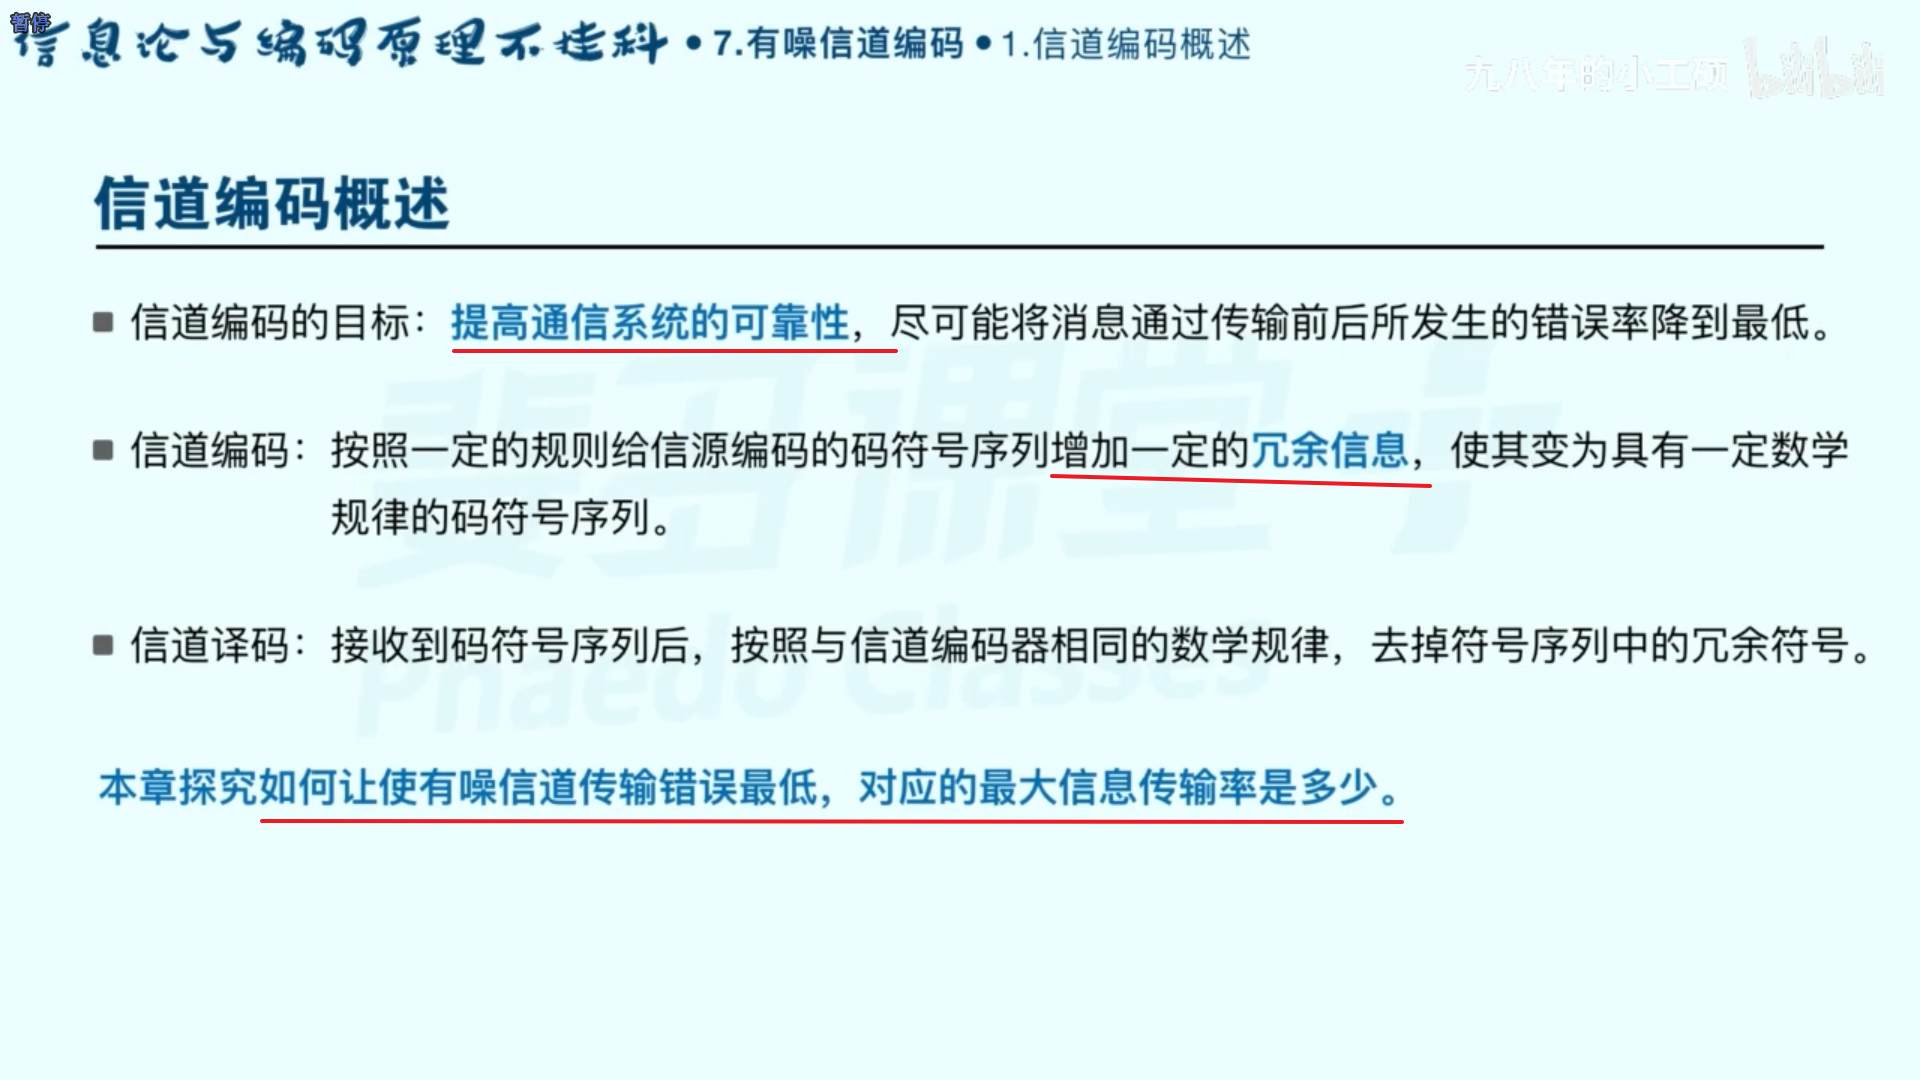 暂停
信息论与编码原理不挂科 • 7.有噪信道编码 • 1.信道编码概述
九八年的小工硕 bilibili
信道编码概述
■ 信道编码的目标：提高通信系统的可靠性，尽可能将消息通过传输前后所发生的错误率降到最低。
■ 信道编码：按照一定的规则给信源编码的码符号序列增加一定的冗余信息，使其变为具有一定数学
规律的码符号序列。
■ 信道译码：接收到码符号序列后，按照与信道编码器相同的数学规律，去掉符号序列中的冗余符号。
本章探究如何让使有噪信道传输错误最低，对应的最大信息传输率是多少。
斐多课堂
Phaedo Classes